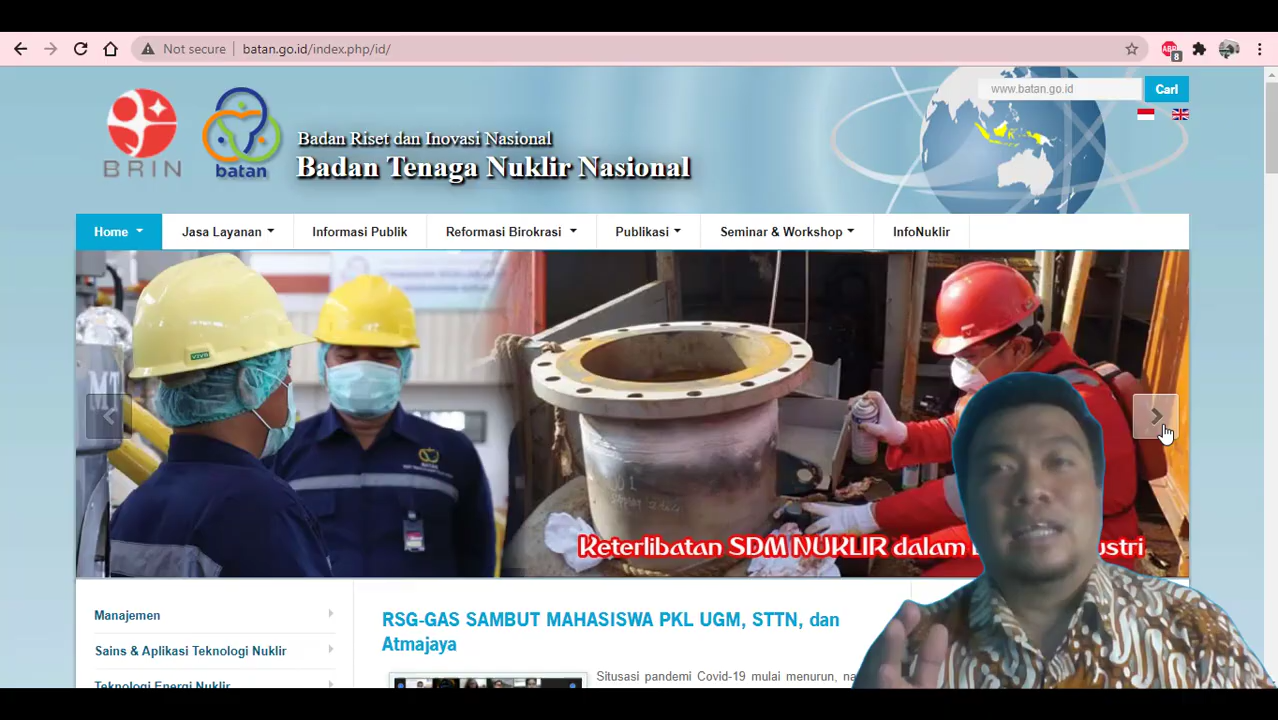 Not secure
batan.go.id/index.php/id/
8
www.batan.go.id
Cari
BRIN
batan
Badan Riset dan Inovasi Nasional
Badan Tenaga Nuklir Nasional
Home
Jasa Layanan
Informasi Publik
Reformasi Birokrasi
Publikasi
Seminar & Workshop
InfoNuklir
MT
Keterlibatan SDM NUKLIR dalam
Manajemen
Sains & Aplikasi Teknologi Nuklir
Teknologi Energi Nuklir
RSG-GAS SAMBUT MAHASISWA PKL UGM, STTN, dan
Atmajaya
Situsasi pandemi Covid-19 mulai menurun,